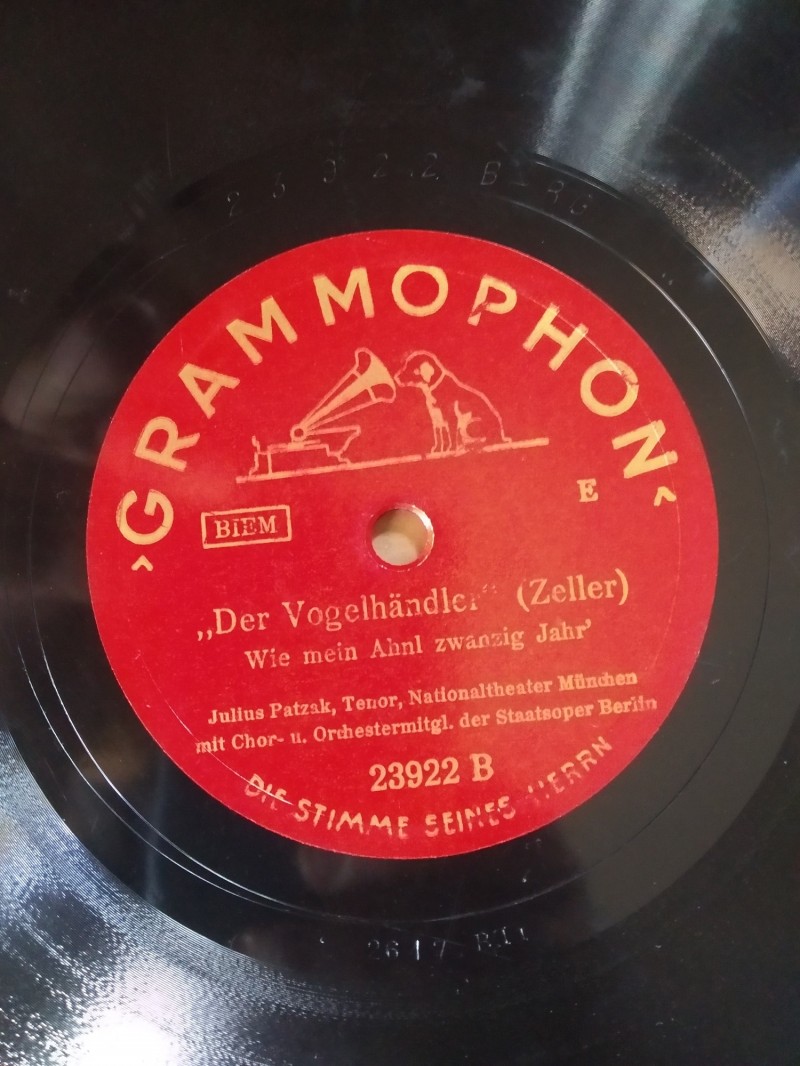 GRAMMOPHON
BIEM
E
„Der Vogelhändler“ (Zeller)
Wie mein Ahnl zwanzig Jahr'
Julius Patzak, Tenor, Nationaltheater München
mit Chor- u. Orchestermitgl. der Staatsoper Berlin
23922 B
DIE STIMME SEINES HERRN